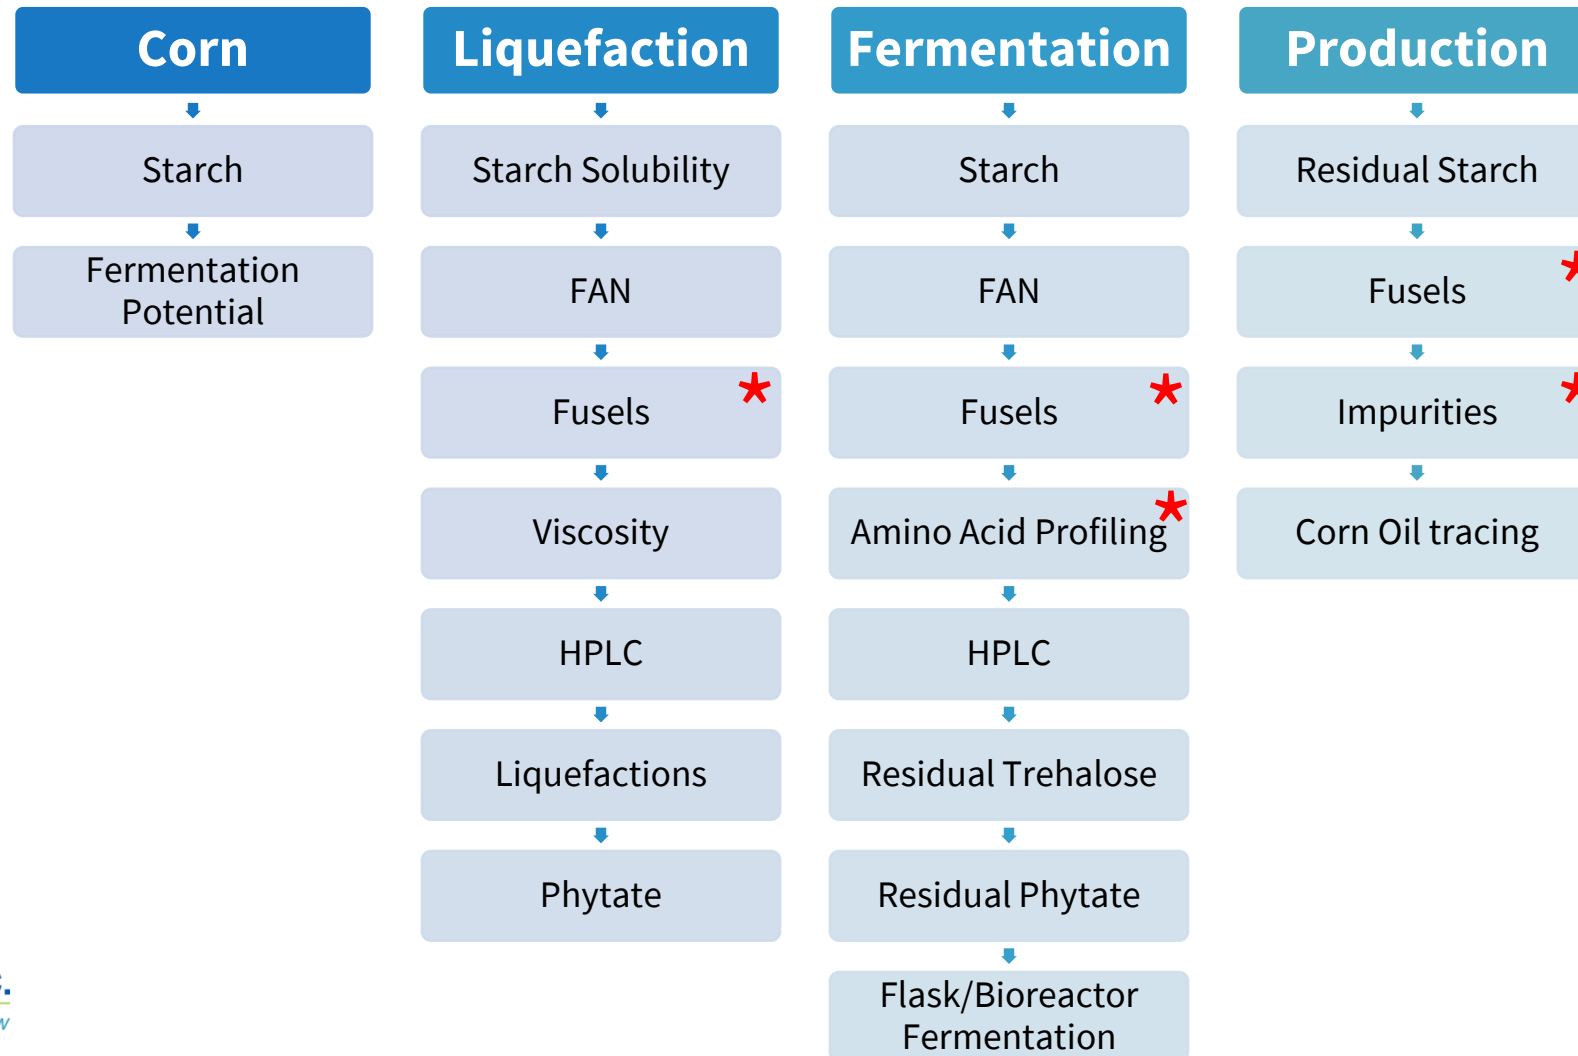 Corn
Starch
Fermentation
Potential
Liquefaction
Starch Solubility
FAN
Fusels *
Viscosity
HPLC
Liquefactions
Phytate
Fermentation
Starch
FAN
Fusels *
Amino Acid Profiling *
HPLC
Residual Trehalose
Residual Phytate
Flask/Bioreactor
Fermentation
Production
Residual Starch
Fusels *
Impurities *
Corn Oil tracing